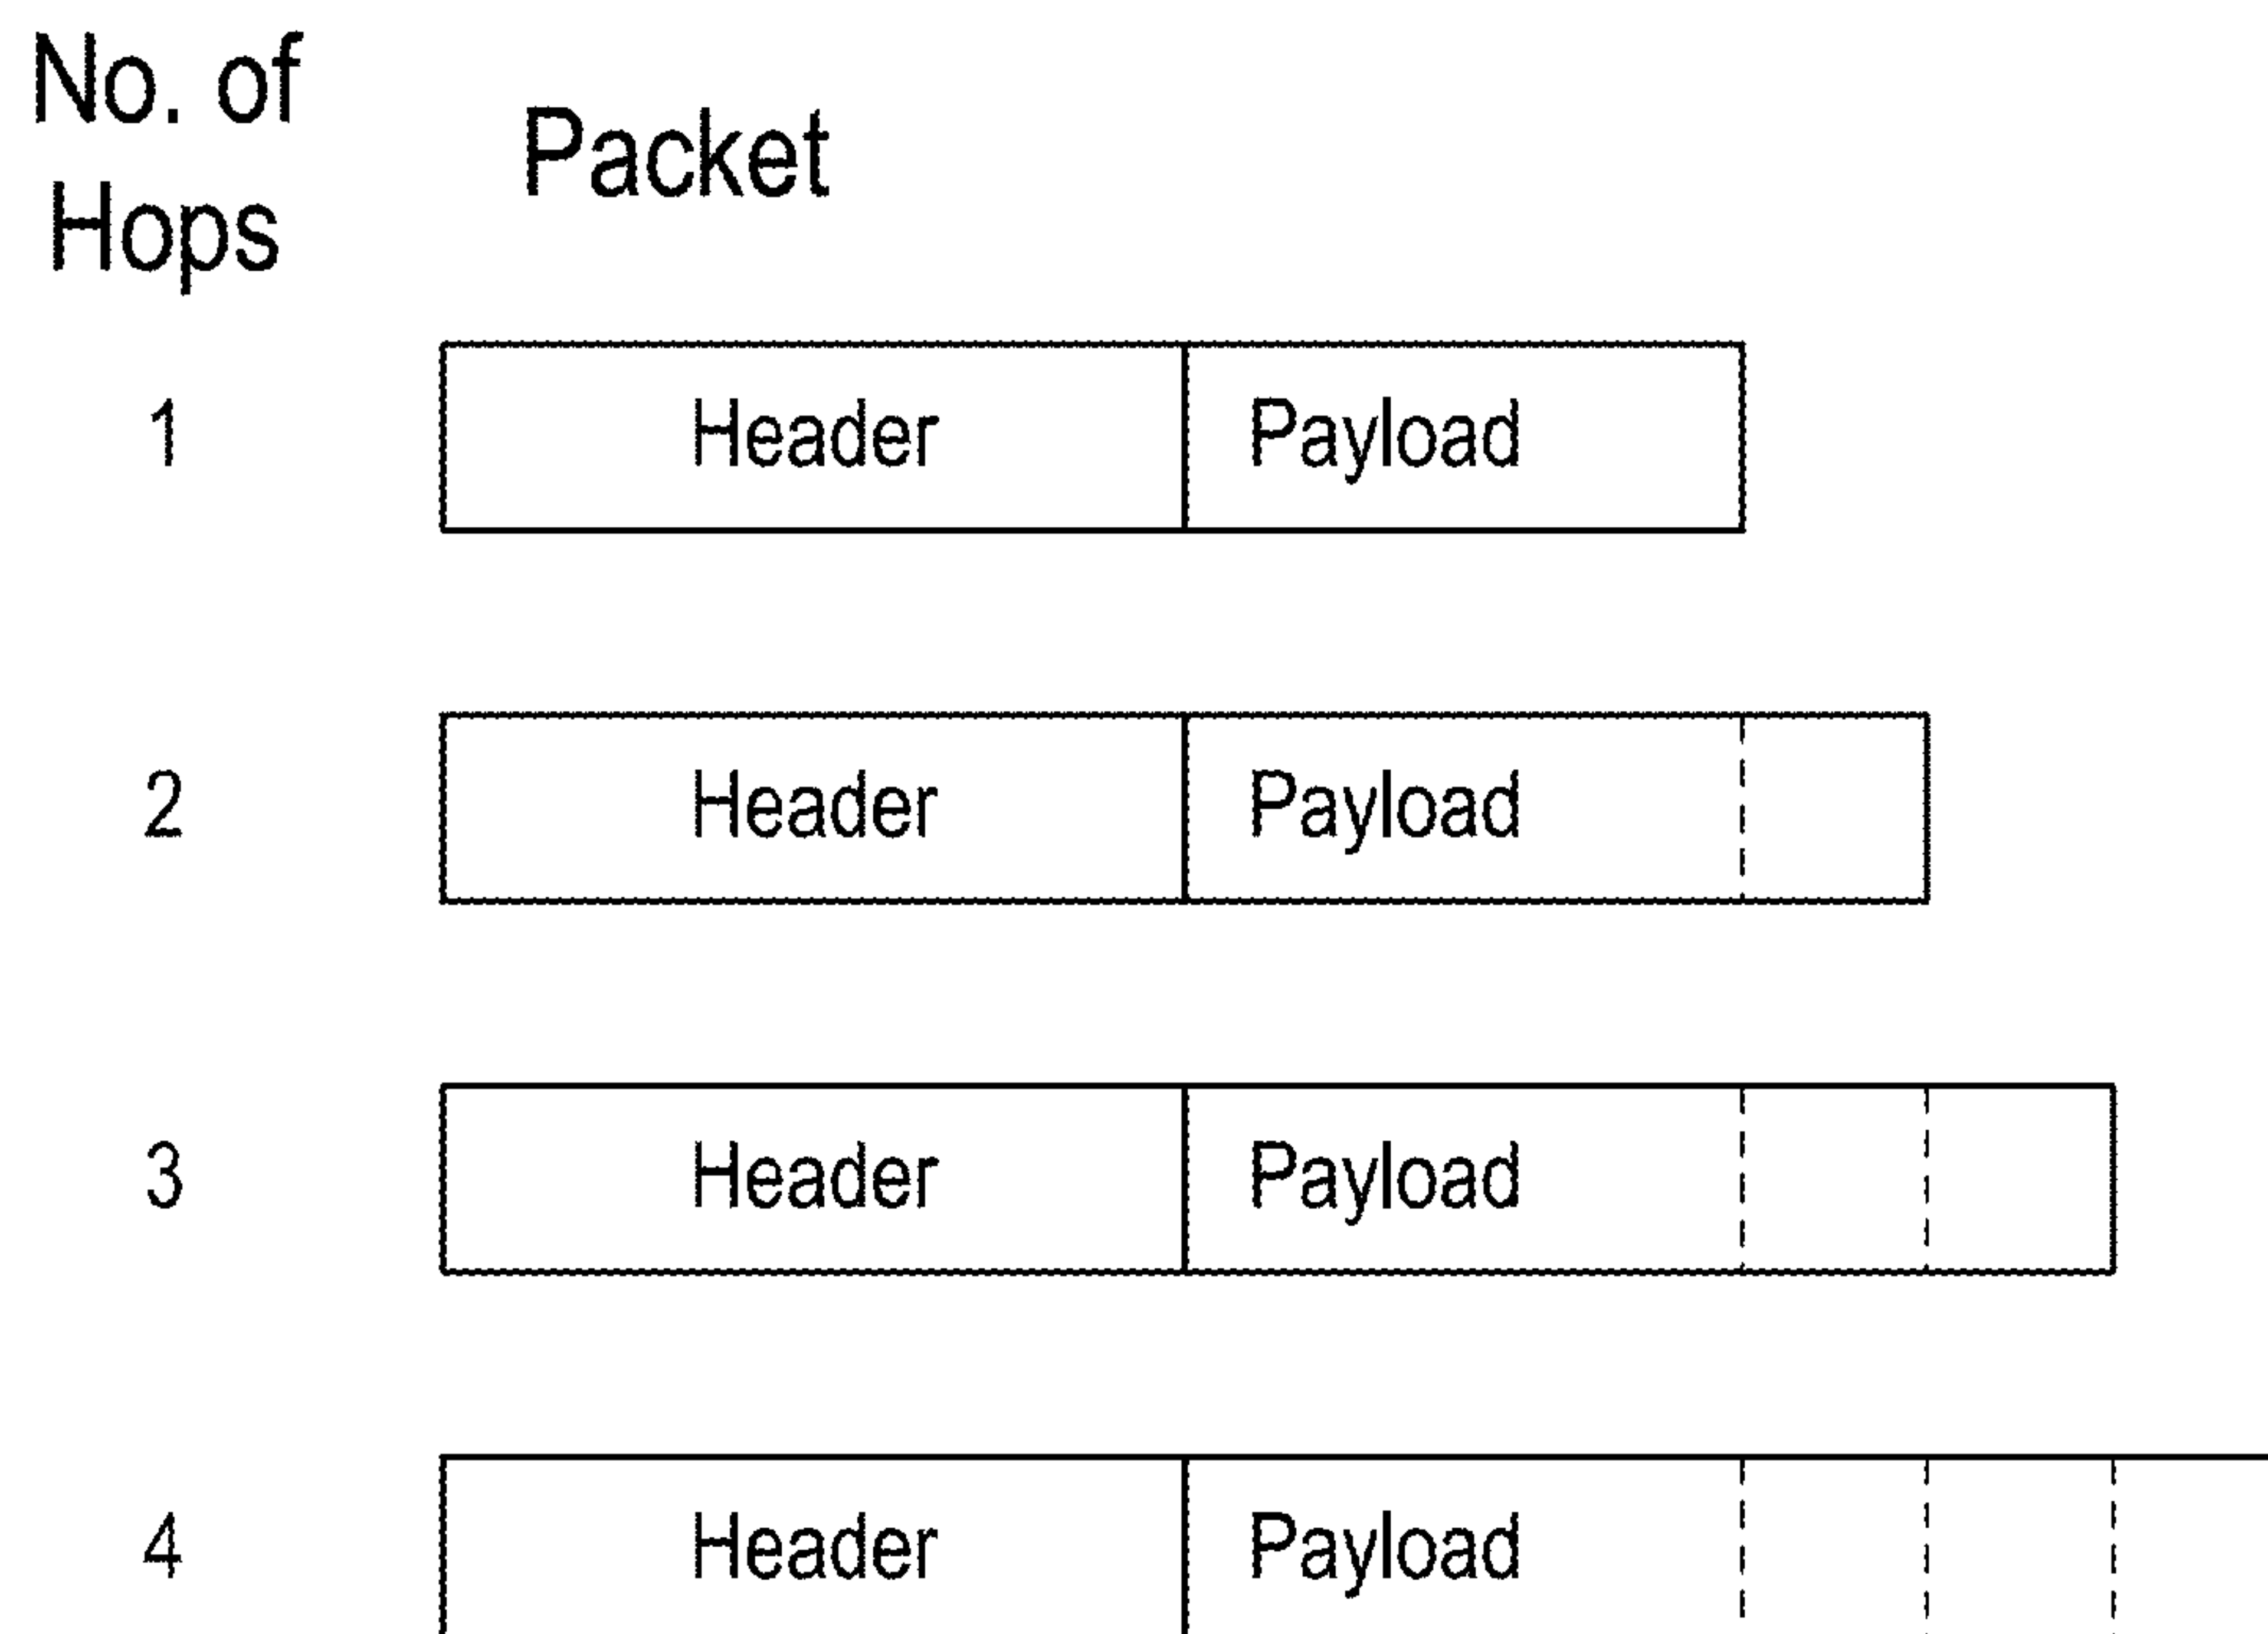 No. of
Hops
Packet
1 Header Payload
2 Header Payload
3 Header Payload
4 Header Payload